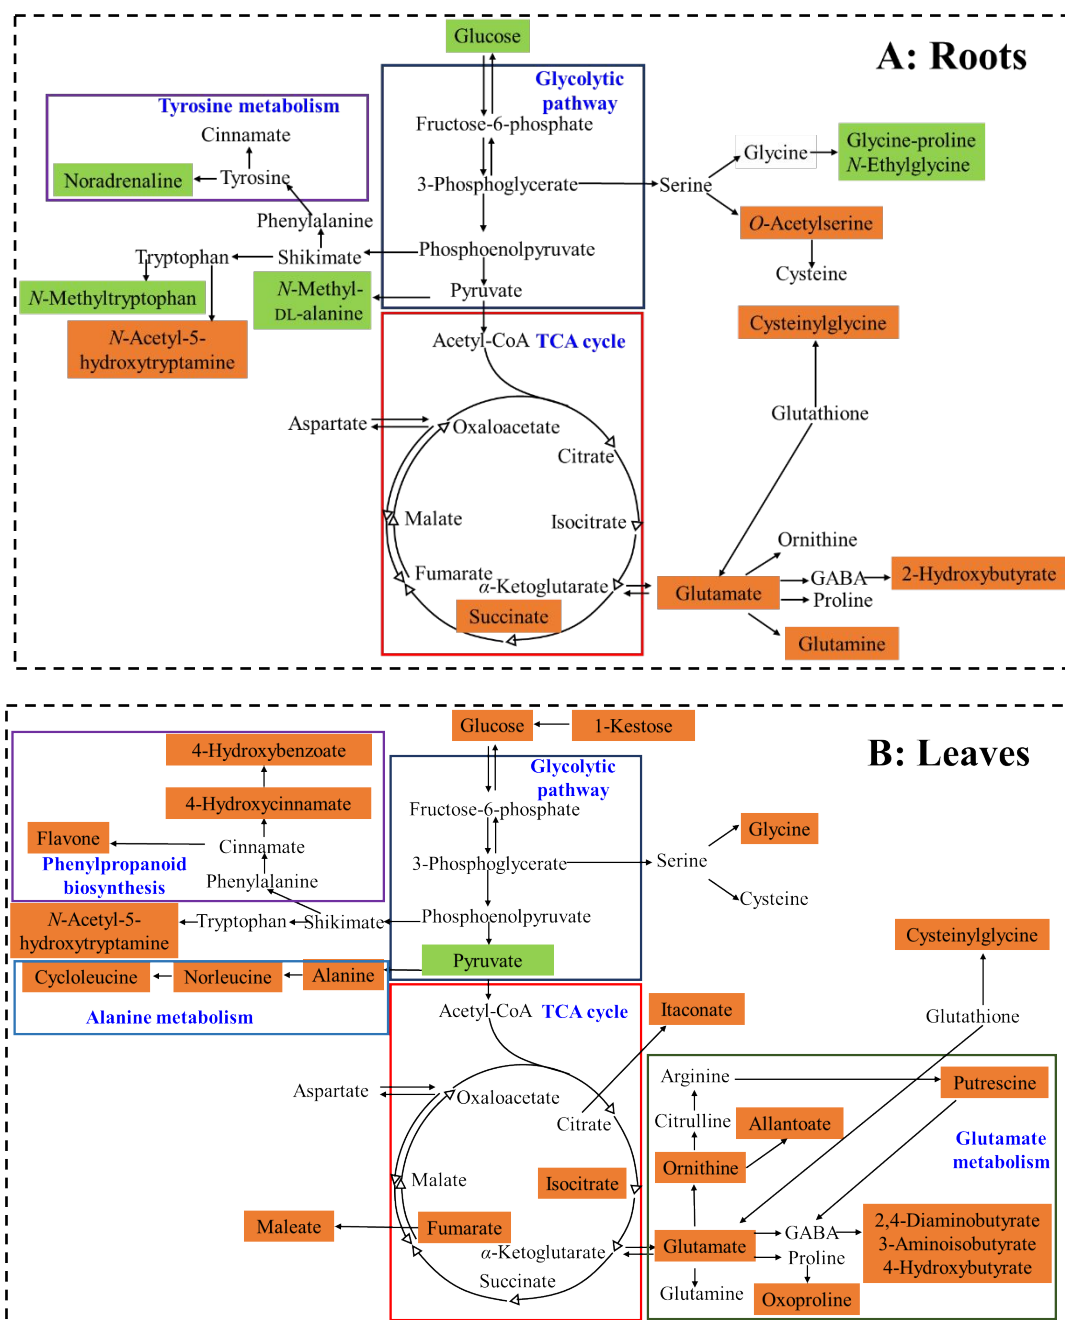 A: Roots
Glucose
Glycolytic
pathway
Tyrosine metabolism
Cinnamate
Noradrenaline
Tyrosine
Fructose-6-phosphate
3-Phosphoglycerate
Serine
Glycine
Glycine-proline
N-Ethylglycine
O-Acetylserine
Cysteine
Phenylalanine
Tryptophan
Shikimate
Phosphoenolpyruvate
N-Methyltryptophan
N-Methyl-
DL-alanine
Pyruvate
N-Acetyl-5-
hydroxytryptamine
Acetyl-CoA
TCA cycle
Cysteinylglycine
Glutathione
Aspartate
Oxaloacetate
Citrate
Malate
Isocitrate
Fumarate
α-Ketoglutarate
Succinate
Glutamate
Ornithine
GABA
Proline
2-Hydroxybutyrate
Glutamine
B: Leaves
Glucose
1-Kestose
4-Hydroxybenzoate
4-Hydroxycinnamate
Flavone
Cinnamate
Phenylpropanoid
biosynthesis
Phenylalanine
Glycolytic
pathway
Fructose-6-phosphate
3-Phosphoglycerate
Serine
Glycine
Cysteine
N-Acetyl-5-
hydroxytryptamine
Tryptophan
Shikimate
Phosphoenolpyruvate
Pyruvate
Cycloleucine
Norleucine
Alanine
Alanine metabolism
Acetyl-CoA
TCA cycle
Itaconate
Cysteinylglycine
Glutathione
Aspartate
Oxaloacetate
Citrate
Malate
Isocitrate
Maleate
Fumarate
α-Ketoglutarate
Succinate
Arginine
Putrescine
Citrulline
Allantoate
Glutamate
metabolism
Ornithine
Glutamate
GABA
Proline
2,4-Diaminobutyrate
3-Aminoisobutyrate
4-Hydroxybutyrate
Glutamine
Oxoproline